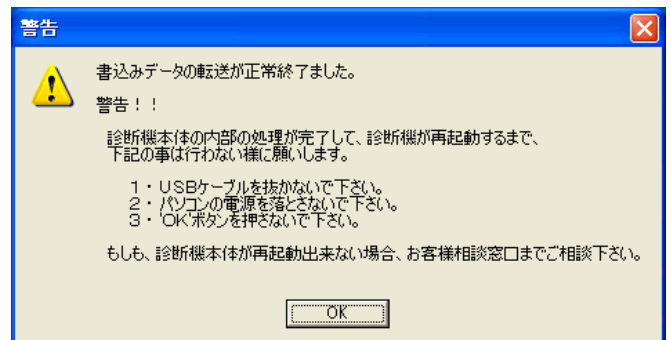 警告
書込みデータの転送が正常終了ました。
警告！！
診断機本体の内部の処理が完了して、診断機が再起動するまで、
下記の事は行わない様に願いします。
1・USBケーブルを抜かないで下さい。
2・パソコンの電源を落とさないで下さい。
3・'OK'ボタンを押さないで下さい。
もしも、診断機本体が再起動出来ない場合、お客様相談窓口までご相談下さい。
OK